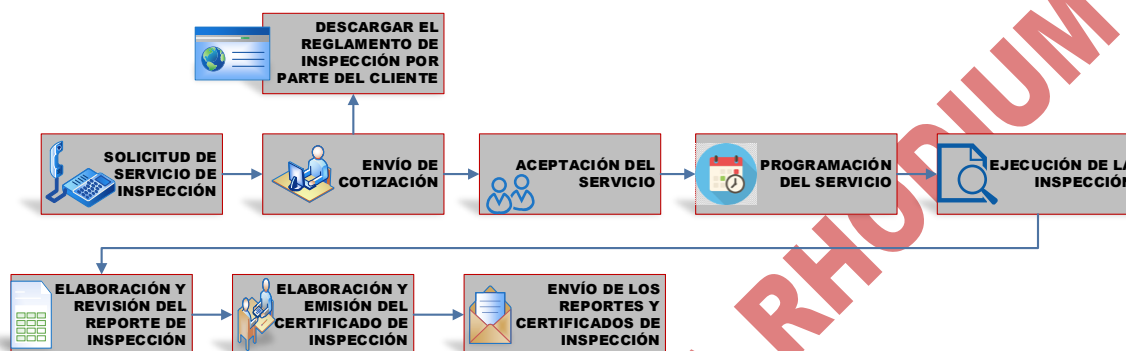 DESCARGAR EL
REGLAMENTO DE
INSPECCIÓN POR
PARTE DEL CLIENTE
SOLICITUD DE
SERVICIO DE
INSPECCIÓN
ENVÍO DE
COTIZACIÓN
ACEPTACIÓN DEL
SERVICIO
PROGRAMACIÓN
DEL SERVICIO
EJECUCIÓN DE LA
INSPECCIÓN
ELABORACIÓN Y
REVISIÓN DEL
REPORTE DE
INSPECCIÓN
ELABORACIÓN Y
EMISIÓN DEL
CERTIFICADO DE
INSPECCIÓN
ENVÍO DE LOS
REPORTES Y
CERTIFICADOS DE
INSPECCIÓN
RHODIUM